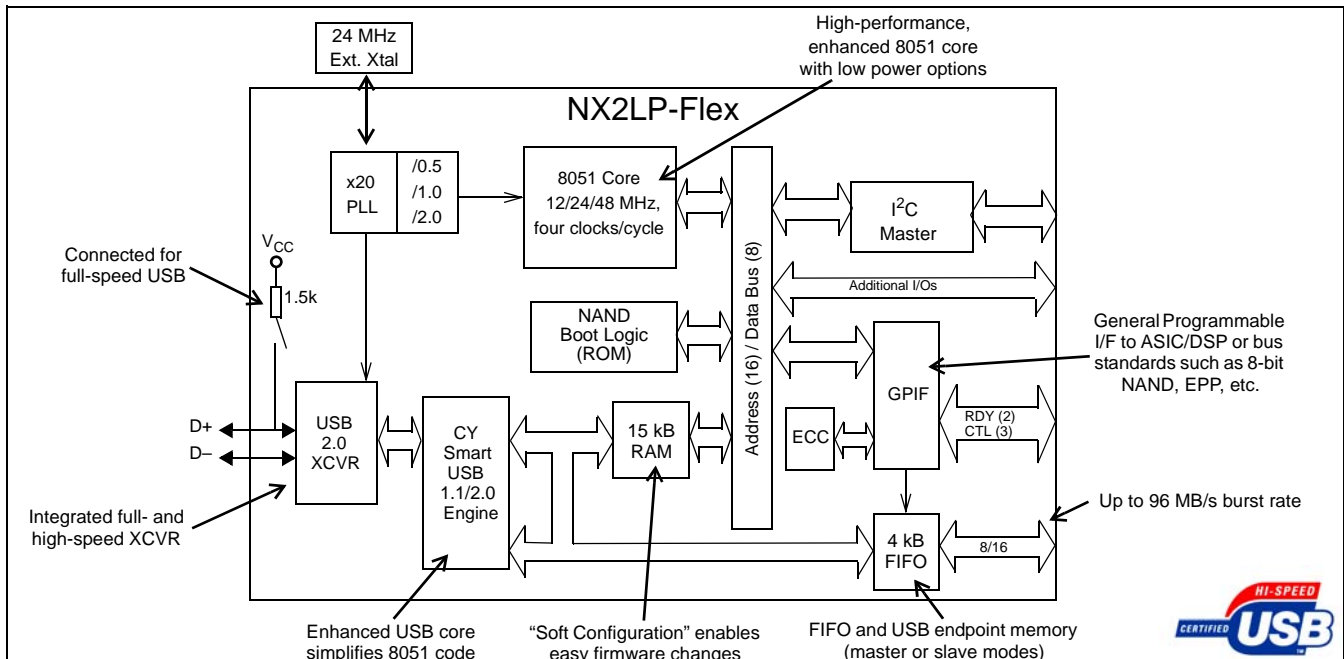 24 MHz
Ext. Xtal
High-performance,
enhanced 8051 core
with low power options
NX2LP-Flex
x20
PLL
/0.5
/1.0
/2.0
8051 Core
12/24/48 MHz,
four clocks/cycle
Address (16) / Data Bus (8)
I²C
Master
Connected for
full-speed USB
VCC
1.5k
Additional I/Os
NAND
Boot Logic
(ROM)
General Programmable
I/F to ASIC/DSP or bus
standards such as 8-bit
NAND, EPP, etc.
GPIF
RDY (2)
CTL (3)
D+
D–
USB
2.0
XCVR
CY
Smart
USB
1.1/2.0
Engine
15 kB
RAM
ECC
Integrated full- and
high-speed XCVR
4 kB
FIFO
8/16
Up to 96 MB/s burst rate
Enhanced USB core
simplifies 8051 code
“Soft Configuration” enables
easy firmware changes
FIFO and USB endpoint memory
(master or slave modes)
HI-SPEED
CERTIFIED
USB